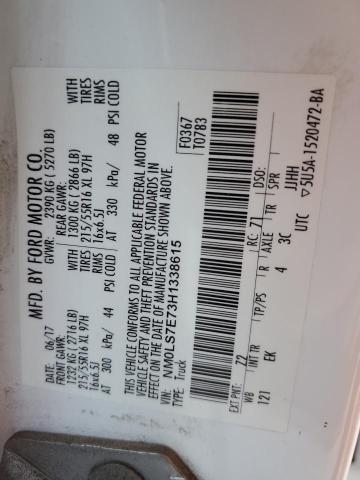 MFD. BY FORD MOTOR CO.
DATE: 06/17 GVWR: 2390 KG ( 5270 LB)
FRONT GAWR: REAR GAWR:
1232 KG ( 2716 LB) WITH 1300 KG ( 2866 LB) WITH
215/55R16 XL 97H TIRES 215/55R16 XL 97H TIRES
16x6.5J RIMS 16x6.5J RIMS
AT 300 kPa/ 44 PSI COLD AT 330 kPa/ 48 PSI COLD
THIS VEHICLE CONFORMS TO ALL APPLICABLE FEDERAL MOTOR
VEHICLE SAFETY AND THEFT PREVENTION STANDARDS IN
EFFECT ON THE DATE OF MANUFACTURE SHOWN ABOVE.
VIN: NM0LS7E73H1338615 F0367
TYPE: Truck T0783
EXT PNT: Z2 RC: 71 DSO:
WB INT TR TP/PS R AXLE TR SPR
121 EK 4 3C JJHH
UTC ▽5U5A-1520472-BA